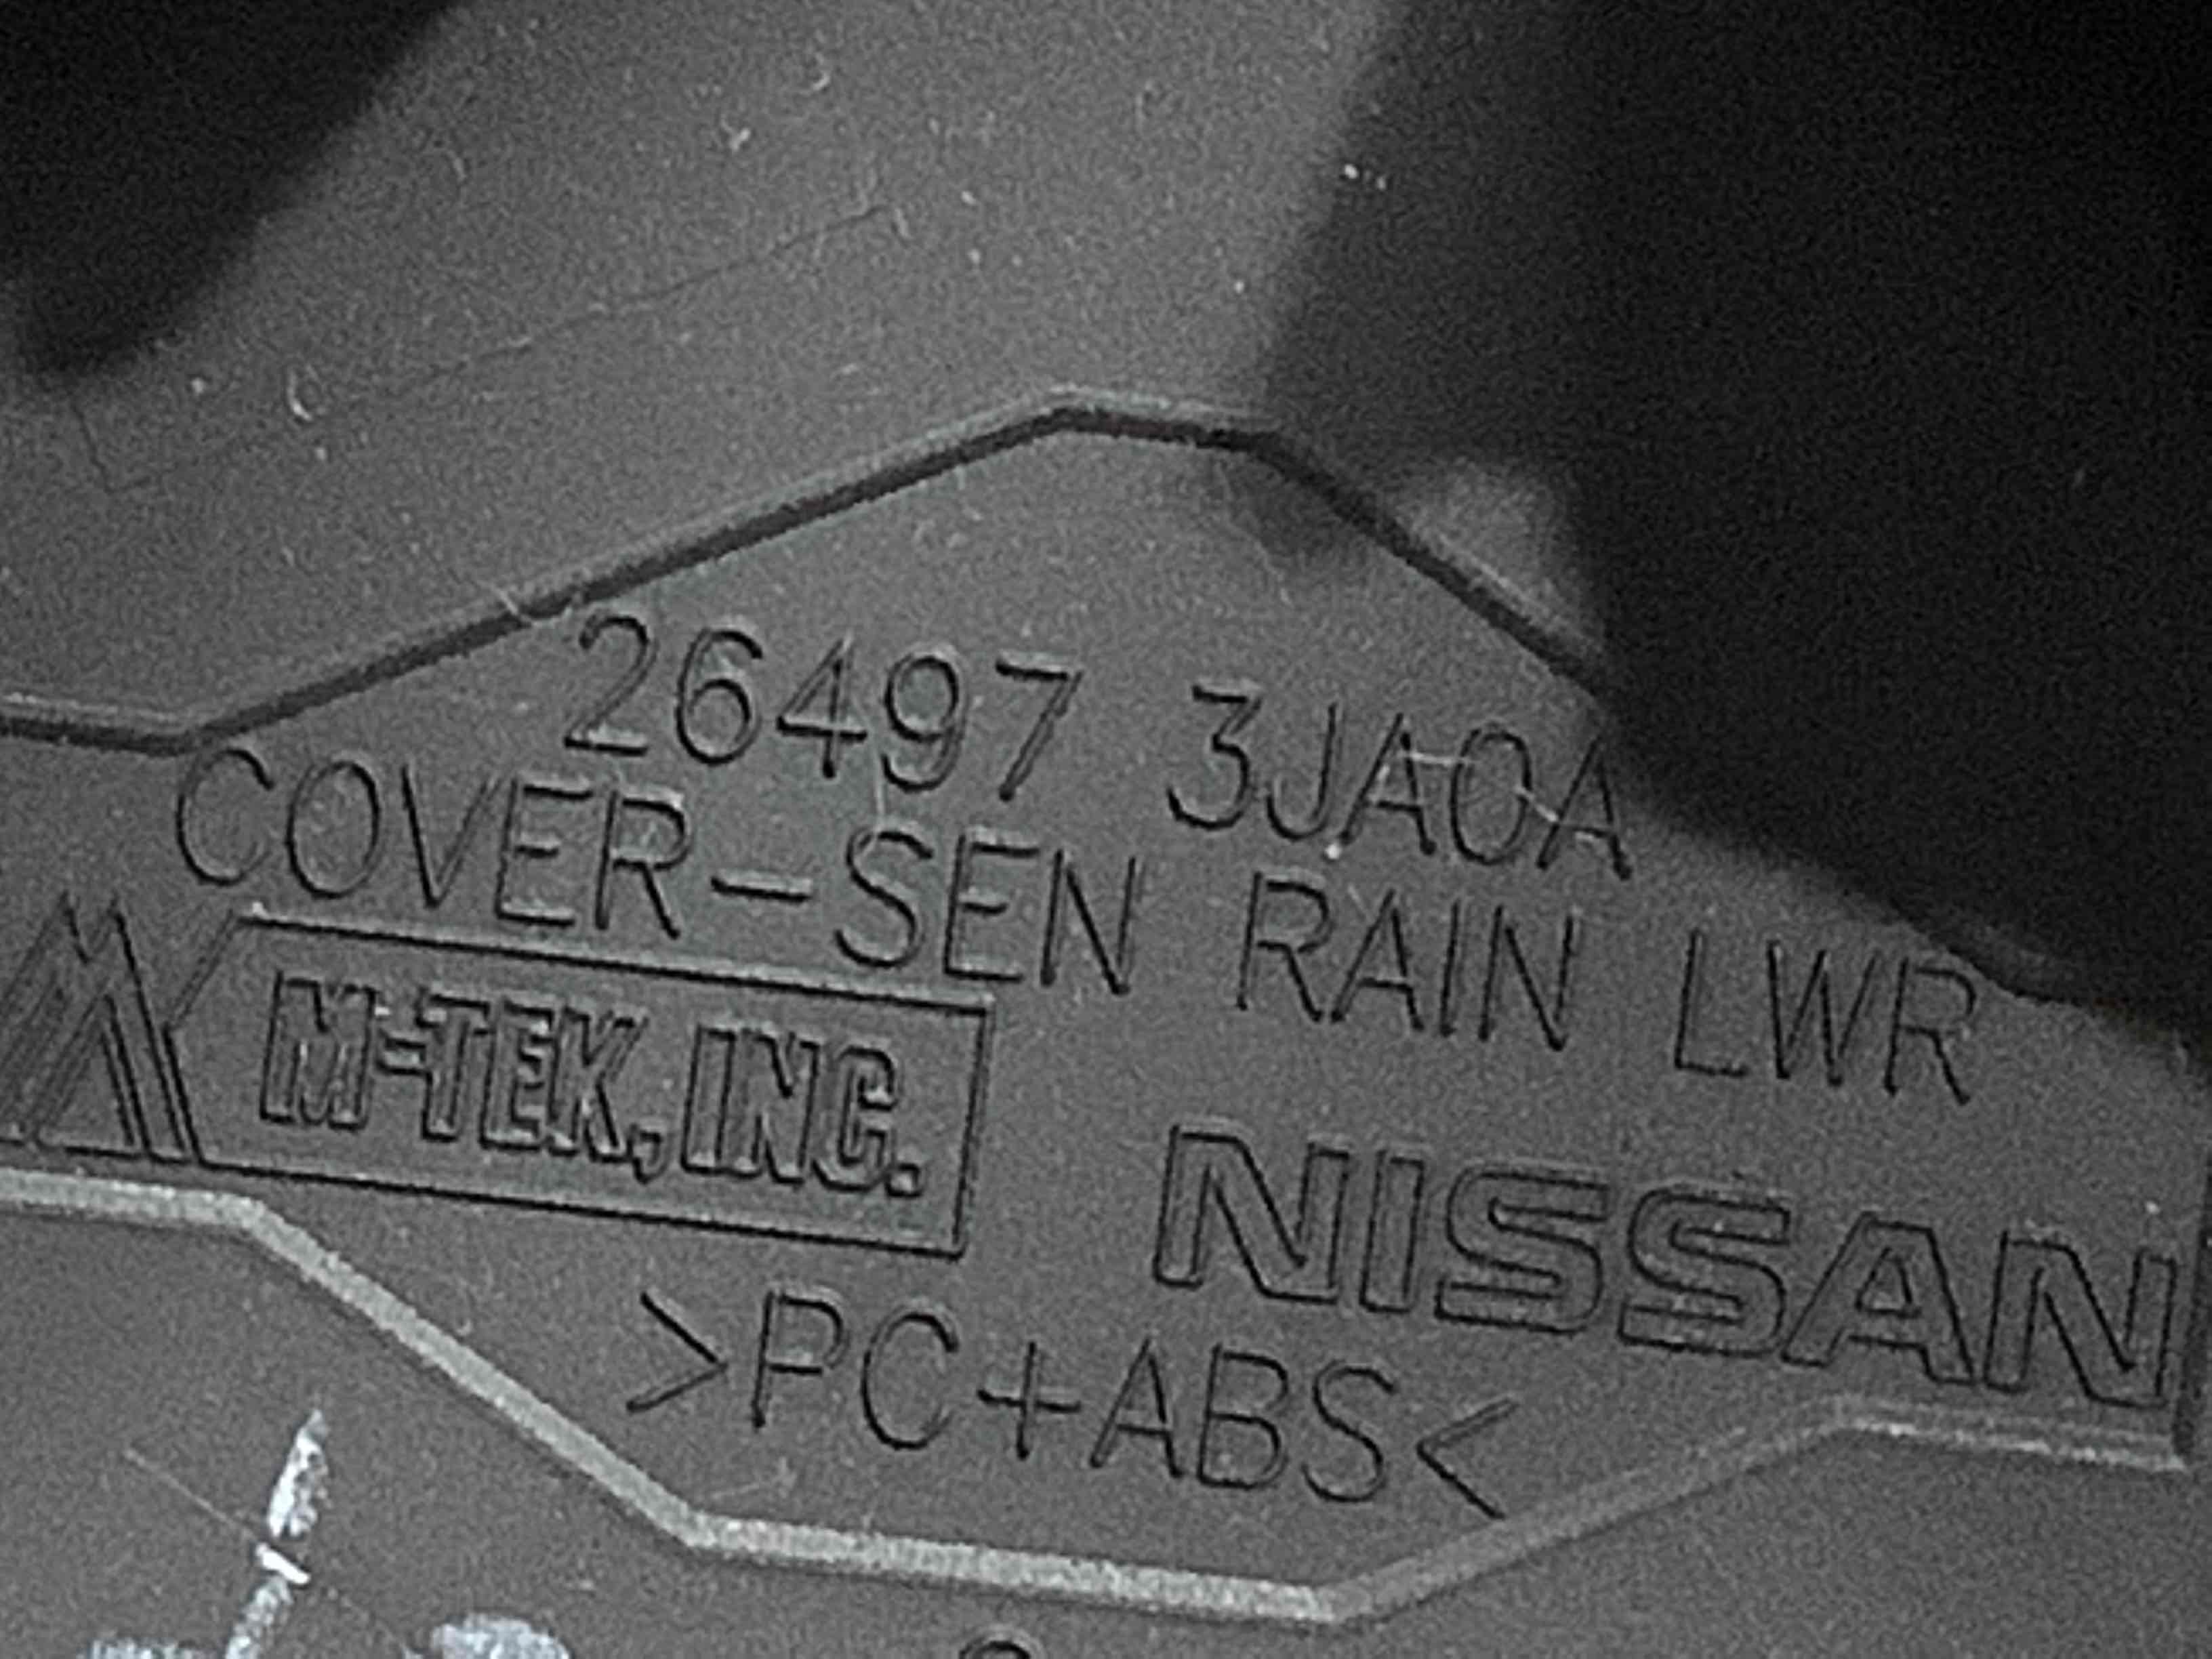 26497 3JA0A
COVER-SEN RAIN LWR
M-TEK, INC.
NISSAN
>PC+ABS<